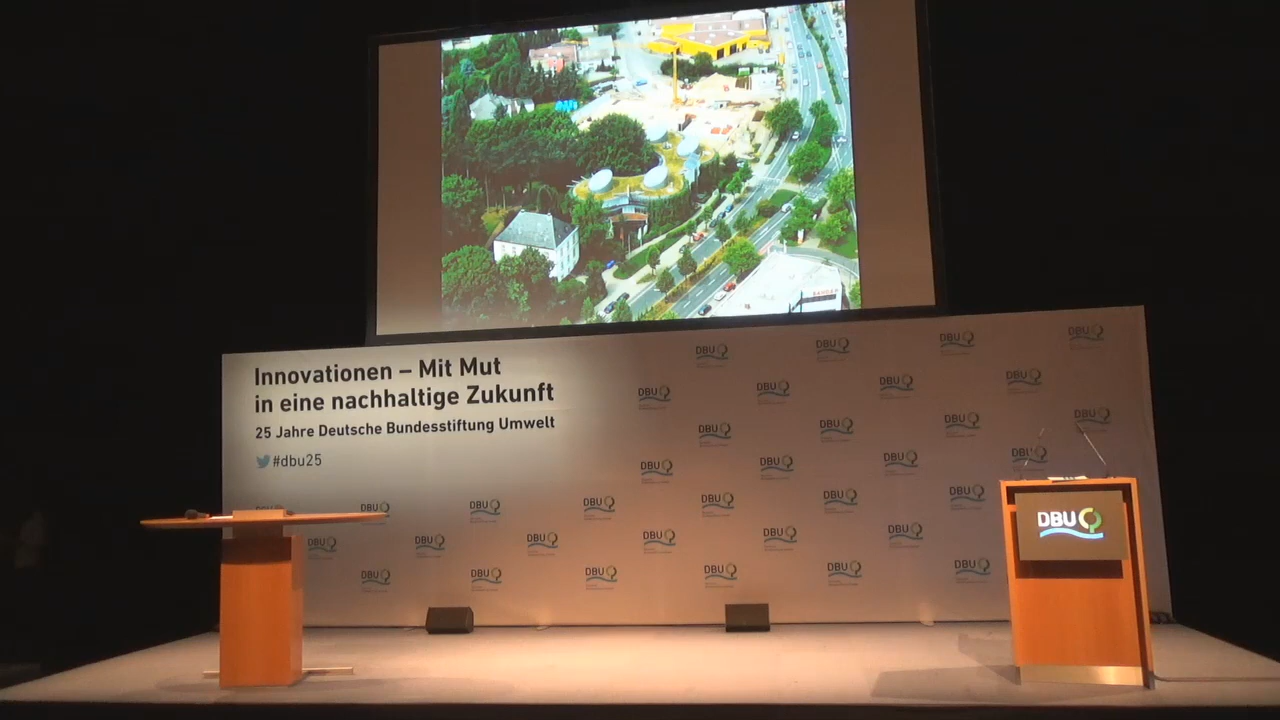 Innovationen – Mit Mut
in eine nachhaltige Zukunft
25 Jahre Deutsche Bundesstiftung Umwelt
#dbu25
DBU